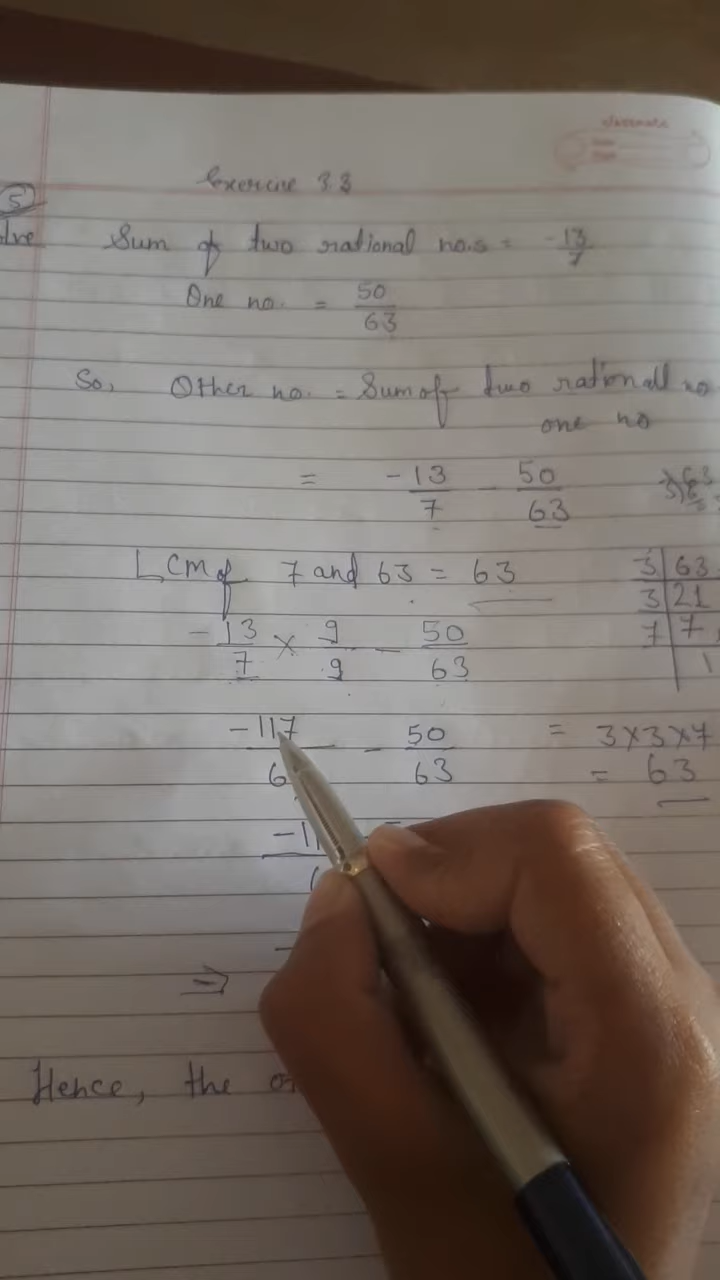 classmate
Exercise 3.3
5
Sum of two rational no.s = -13/7
One no. = 50/63
So, Other no. = Sum of two rational no
one no
= -13/7 - 50/63
LCM of 7 and 63 = 63
3 | 63
3 | 21
7 | 7
1
-13/7 × 9/9 - 50/63
-117/6 - 50/63
= 3×3×7
= 63
-11
⇒
Hence, the